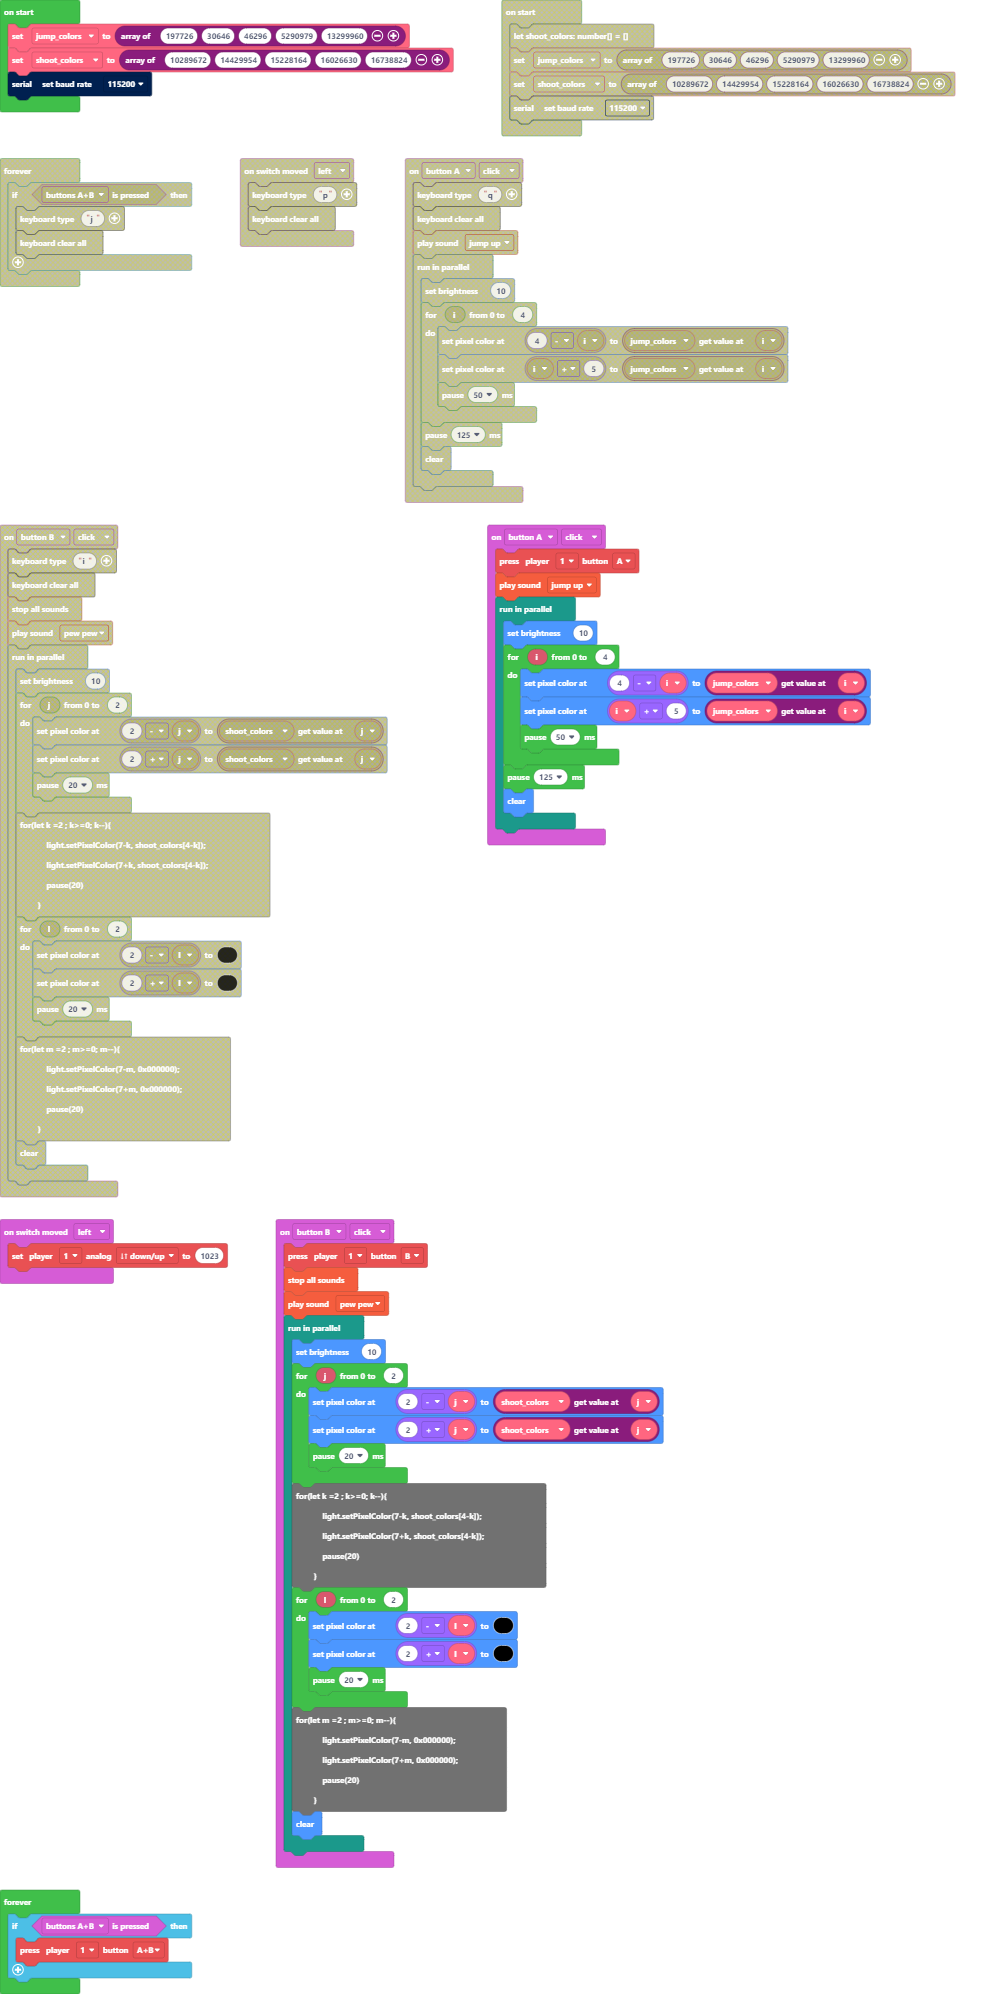 on start
set jump_colors to array of 197726 30646 46296 5290979 13299960
set shoot_colors to array of 10289672 14429954 15228164 16026630 16738824
serial set baud rate 115200
on start
let shoot_colors: number[] = []
set jump_colors to array of 197726 30646 46296 5290979 13299960
set shoot_colors to array of 10289672 14429954 15228164 16026630 16738824
serial set baud rate 115200
forever
if buttons A+B is pressed then
keyboard type "j"
keyboard clear all
on switch moved left
keyboard type "p"
keyboard clear all
on button A click
keyboard type "q"
keyboard clear all
play sound jump up
run in parallel
set brightness 10
for i from 0 to 4
do
set pixel color at 4 - i to jump_colors get value at i
set pixel color at i + 5 to jump_colors get value at i
pause 50 ms
pause 125 ms
clear
on button B click
keyboard type "i"
keyboard clear all
stop all sounds
play sound pew pew
run in parallel
set brightness 10
for j from 0 to 2
do
set pixel color at 2 - j to shoot_colors get value at j
set pixel color at 2 + j to shoot_colors get value at j
pause 20 ms
for(let k =2 ; k>=0; k--){
light.setPixelColor(7-k, shoot_colors[4-k]);
light.setPixelColor(7+k, shoot_colors[4-k]);
pause(20)
}
for l from 0 to 2
do
set pixel color at 2 - l to
set pixel color at 2 + l to
pause 20 ms
for(let m =2 ; m>=0; m--){
light.setPixelColor(7-m, 0x000000);
light.setPixelColor(7+m, 0x000000);
pause(20)
}
clear
on button A click
press player 1 button A
play sound jump up
run in parallel
set brightness 10
for i from 0 to 4
do
set pixel color at 4 - i to jump_colors get value at i
set pixel color at i + 5 to jump_colors get value at i
pause 50 ms
pause 125 ms
clear
on switch moved left
set player 1 analog ↓↑ down/up to 1023
on button B click
press player 1 button B
stop all sounds
play sound pew pew
run in parallel
set brightness 10
for j from 0 to 2
do
set pixel color at 2 - j to shoot_colors get value at j
set pixel color at 2 + j to shoot_colors get value at j
pause 20 ms
for(let k =2 ; k>=0; k--){
light.setPixelColor(7-k, shoot_colors[4-k]);
light.setPixelColor(7+k, shoot_colors[4-k]);
pause(20)
}
for l from 0 to 2
do
set pixel color at 2 - l to
set pixel color at 2 + l to
pause 20 ms
for(let m =2 ; m>=0; m--){
light.setPixelColor(7-m, 0x000000);
light.setPixelColor(7+m, 0x000000);
pause(20)
}
clear
forever
if buttons A+B is pressed then
press player 1 button A+B